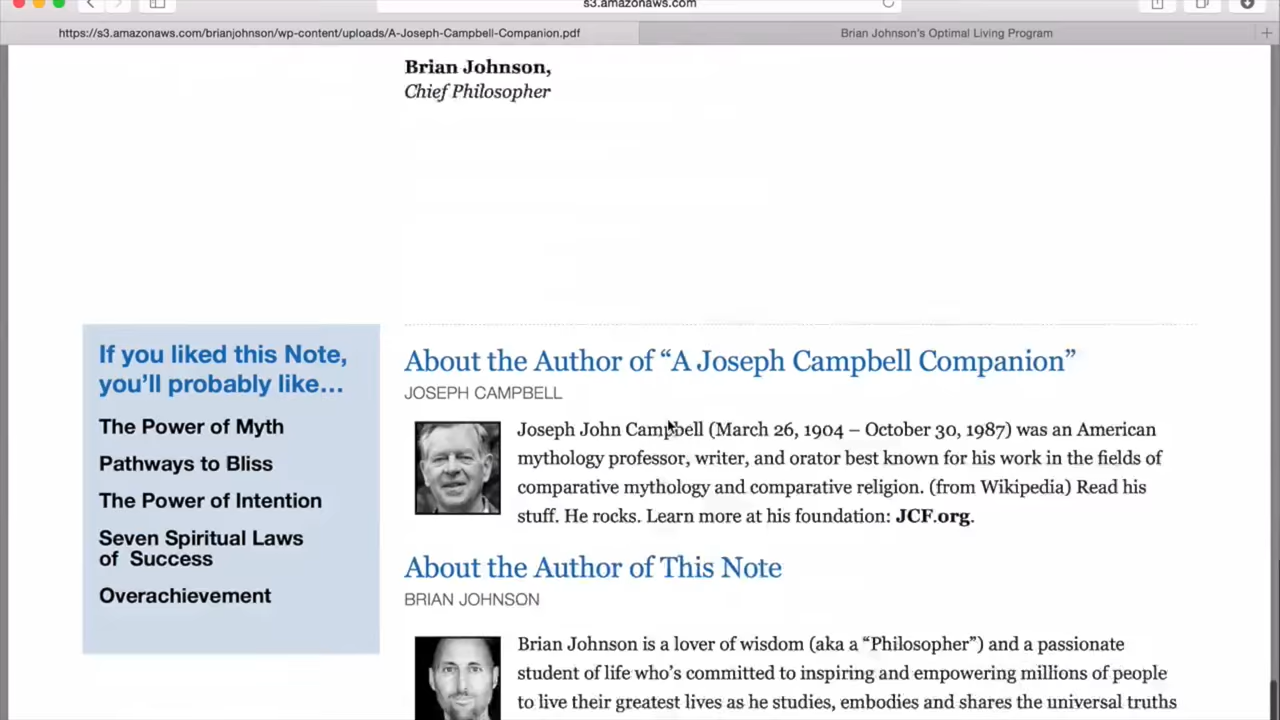 s3.amazonaws.com
https://s3.amazonaws.com/brianjohnson/wp-content/uploads/A-Joseph-Campbell-Companion.pdf
Brian Johnson's Optimal Living Program
Brian Johnson,
Chief Philosopher
If you liked this Note,
you’ll probably like…
The Power of Myth
Pathways to Bliss
The Power of Intention
Seven Spiritual Laws
of Success
Overachievement
About the Author of “A Joseph Campbell Companion”
JOSEPH CAMPBELL
Joseph John Campbell (March 26, 1904 – October 30, 1987) was an American
mythology professor, writer, and orator best known for his work in the fields of
comparative mythology and comparative religion. (from Wikipedia) Read his
stuff. He rocks. Learn more at his foundation: JCF.org.
About the Author of This Note
BRIAN JOHNSON
Brian Johnson is a lover of wisdom (aka a “Philosopher”) and a passionate
student of life who’s committed to inspiring and empowering millions of people
to live their greatest lives as he studies, embodies and shares the universal truths